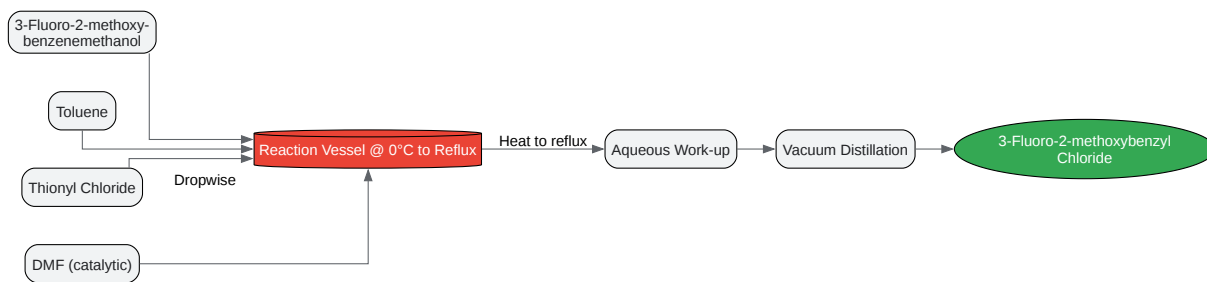 3-Fluoro-2-methoxy-
benzenemethanol
Toluene
Thionyl Chloride
Dropwise
DMF (catalytic)
Reaction Vessel @ 0°C to Reflux
Heat to reflux
Aqueous Work-up
Vacuum Distillation
3-Fluoro-2-methoxybenzyl
Chloride